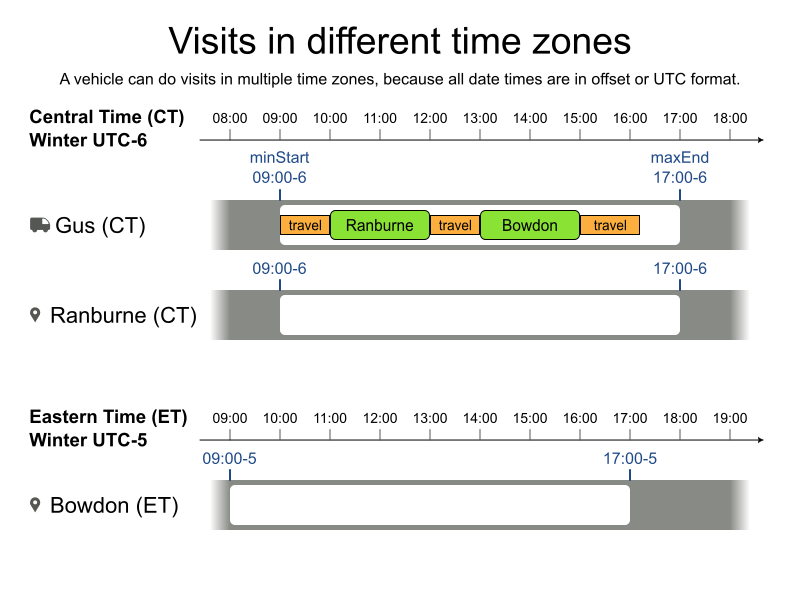 Visits in different time zones
A vehicle can do visits in multiple time zones, because all date times are in offset or UTC format.
Central Time (CT)
Winter UTC-6
08:00 09:00 10:00 11:00 12:00 13:00 14:00 15:00 16:00 17:00 18:00
minStart maxEnd
09:00-6 17:00-6
Gus (CT) travel Ranburne travel Bowdon travel
09:00-6 17:00-6
Ranburne (CT)
Eastern Time (ET)
Winter UTC-5
09:00 10:00 11:00 12:00 13:00 14:00 15:00 16:00 17:00 18:00 19:00
09:00-5 17:00-5
Bowdon (ET)